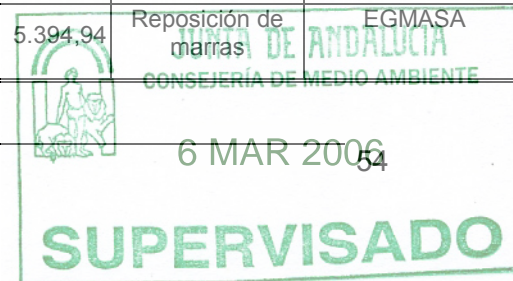 5.394,94 Reposición de marras EGMASA
JUNTA DE ANDALUCIA
CONSEJERÍA DE MEDIO AMBIENTE
6 MAR 2006
54
SUPERVISADO